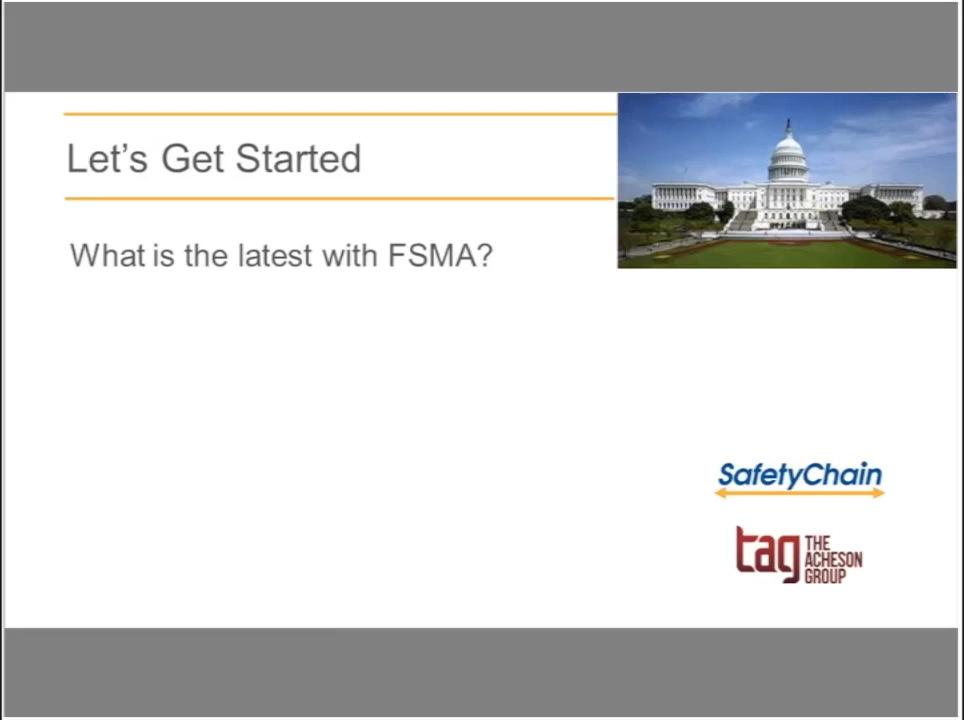 Let's Get Started
What is the latest with FSMA?
SafetyChain
tag THE
ACHESON
GROUP